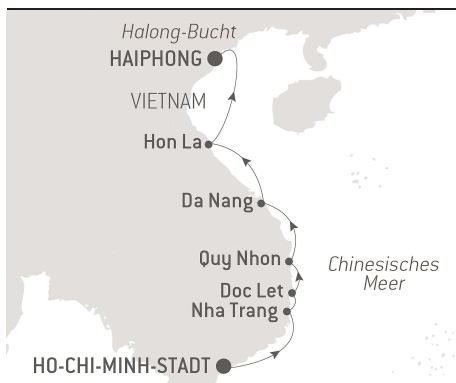 Halong-Bucht
HAIPHONG
VIETNAM
Hon La
Da Nang
Quy Nhon
Chinesisches
Meer
Doc Let
Nha Trang
HO-CHI-MINH-STADT